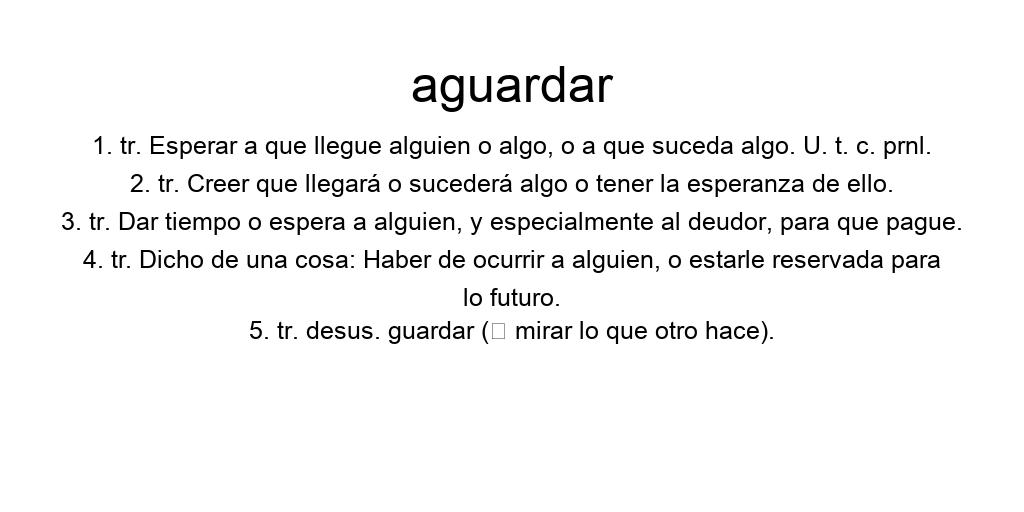 aguardar
1. tr. Esperar a que llegue alguien o algo, o a que suceda algo. U. t. c. prnl.
2. tr. Creer que llegará o sucederá algo o tener la esperanza de ello.
3. tr. Dar tiempo o espera a alguien, y especialmente al deudor, para que pague.
4. tr. Dicho de una cosa: Haber de ocurrir a alguien, o estarle reservada para
lo futuro.
5. tr. desus. guardar (□ mirar lo que otro hace).